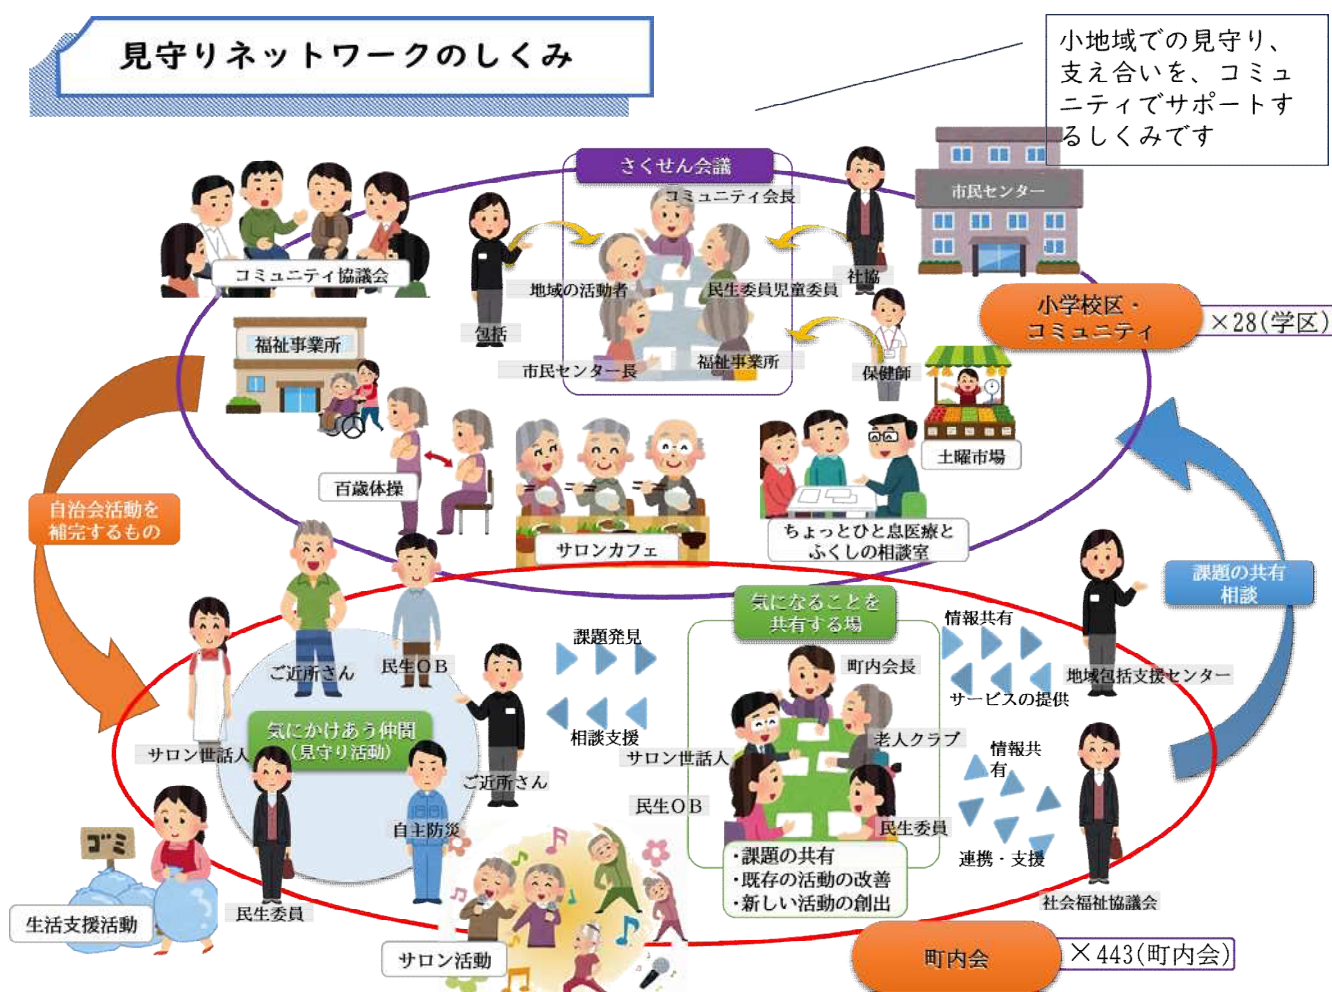 見守りネットワークのしくみ
小地域での見守り、
支え合いを、コミュ
ニティでサポートす
るしくみです
さくせん会議
コミュニティ会長
市民センター
コミュニティ協議会
地域の活動者
民生委員児童委員
社協
包括
小学校区・
コミュニティ
×28(学区)
福祉事業所
市民センター長
福祉事業所
保健師
土曜市場
百歳体操
サロンカフェ
ちょっとひと息医療と
ふくしの相談室
自治会活動を
補完するもの
課題の共有
相談
気になることを
共有する場
ご近所さん
民生OB
課題発見
相談支援
町内会長
情報共有
サービスの提供
地域包括支援センター
気にかけあう仲間
(見守り活動)
サロン世話人
ご近所さん
サロン世話人
老人クラブ
情報共
有
民生OB
民生委員
自主防災
連携・支援
・課題の共有
・既存の活動の改善
・新しい活動の創出
ゴミ
生活支援活動
民生委員
サロン活動
社会福祉協議会
町内会
×443(町内会)